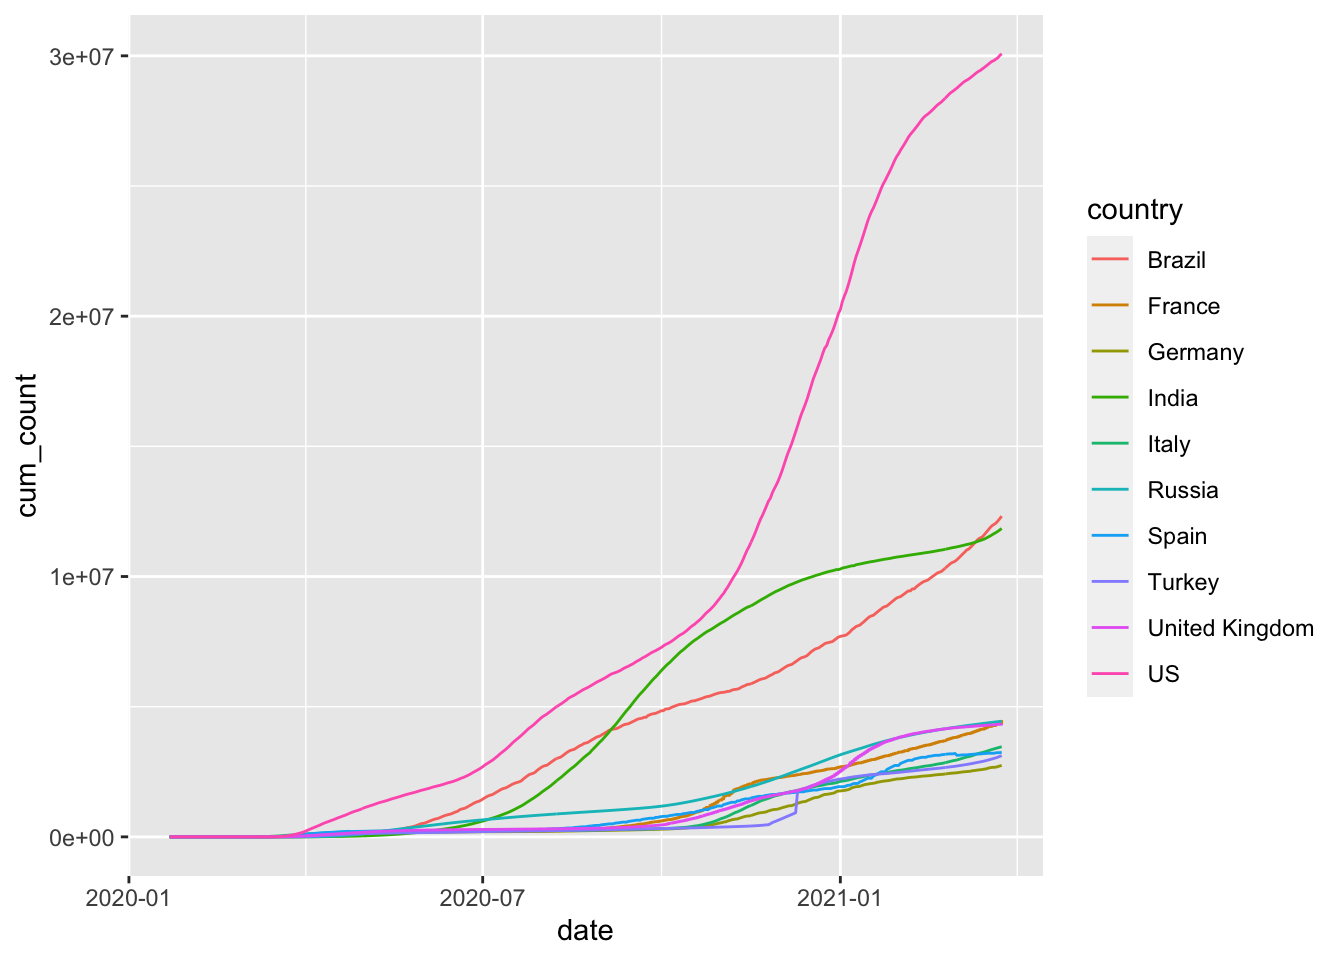 3e+07
2e+07
1e+07
0e+00
cum_count
2020-01
2020-07
2021-01
date
country
Brazil
France
Germany
India
Italy
Russia
Spain
Turkey
United Kingdom
US